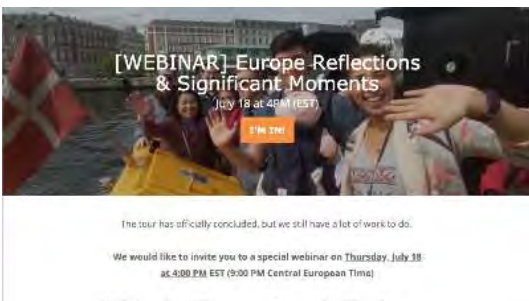 [WEBINAR] Europe Reflections
& Significant Moments
July 18 at 4PM (EST)
I'M IN!
The tour has officially concluded, but we still have a lot of work to do.
We would like to invite you to a special webinar on Thursday, July 18
at 4:00 PM EST (9:00 PM Central European Time)